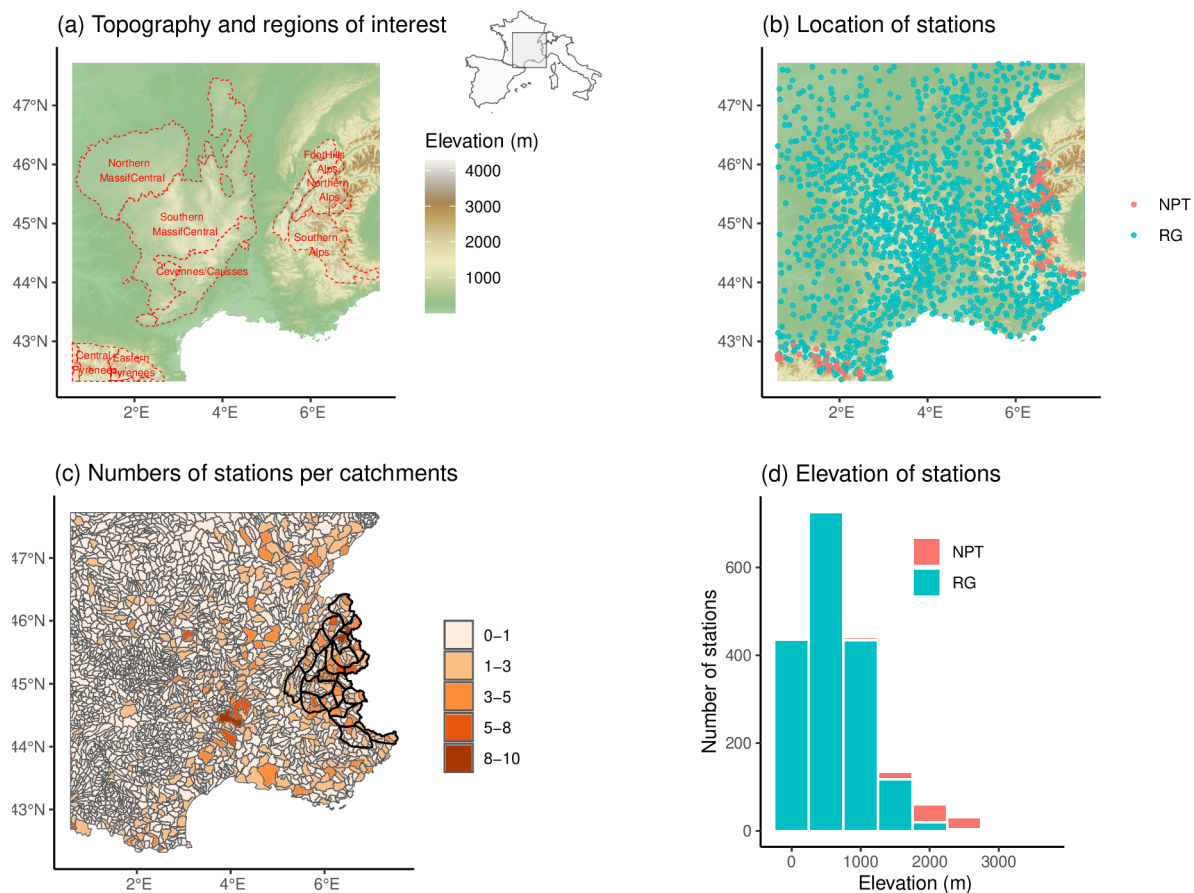 (a) Topography and regions of interest
47°N
46°N
45°N
44°N
43°N
2°E
4°E
6°E
Northern
MassifCentral
Southern
MassifCentral
Cevennes/Causses
FootHills
Alps
Northern
Alps
Southern
Alps
Central
Pyrenees
Eastern
Pyrenees
Elevation (m)
4000
3000
2000
1000
(b) Location of stations
47°N
46°N
45°N
44°N
43°N
2°E
4°E
6°E
NPT
RG
(c) Numbers of stations per catchments
47°N
46°N
45°N
44°N
43°N
2°E
4°E
6°E
0−1
1−3
3−5
5−8
8−10
(d) Elevation of stations
Number of stations
600
400
200
0
0
1000
2000
3000
Elevation (m)
NPT
RG